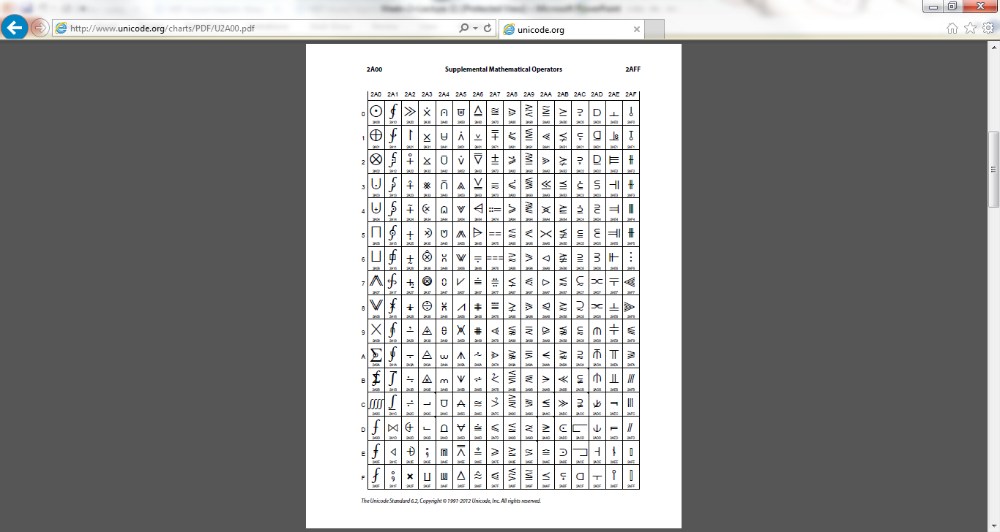 [Protected View] - Microsoft PowerPoint
http://www.unicode.org/charts/PDF/U2A00.pdf
unicode.org
2A00 Supplemental Mathematical Operators 2AFF
2A0 2A1 2A2 2A3 2A4 2A5 2A6 2A7 2A8 2A9 2AA 2AB 2AC 2AD 2AE 2AF
0 ⨀ ⨐ ⨠ ⨰ ⩀ ⩐ ⩠ ⩰ ⪀ ⪐ ⪠ ⪰ ⫀ ⫐ ⫠ ⫰
2A00 2A10 2A20 2A30 2A40 2A50 2A60 2A70 2A80 2A90 2AA0 2AB0 2AC0 2AD0 2AE0 2AF0
1 ⨁ ⨑ ⨡ ⨱ ⩁ ⩑ ⩡ ⩱ ⪁ ⪑ ⪡ ⪱ ⫁ ⫑ ⫡ ⫱
2A01 2A11 2A21 2A31 2A41 2A51 2A61 2A71 2A81 2A91 2AA1 2AB1 2AC1 2AD1 2AE1 2AF1
2 ⨂ ⨒ ⨢ ⨲ ⩂ ⩒ ⩢ ⩲ ⪂ ⪒ ⪢ ⪲ ⫂ ⫒ ⫢ ⫲
2A02 2A12 2A22 2A32 2A42 2A52 2A62 2A72 2A82 2A92 2AA2 2AB2 2AC2 2AD2 2AE2 2AF2
3 ⨃ ⨓ ⨣ ⨳ ⩃ ⩓ ⩣ ⩳ ⪃ ⪓ ⪣ ⪳ ⫃ ⫓ ⫣ ⫳
2A03 2A13 2A23 2A33 2A43 2A53 2A63 2A73 2A83 2A93 2AA3 2AB3 2AC3 2AD3 2AE3 2AF3
4 ⨄ ⨔ ⨤ ⨴ ⩄ ⩔ ⩤ ⩴ ⪄ ⪔ ⪤ ⪴ ⫄ ⫔ ⫤ ⫴
2A04 2A14 2A24 2A34 2A44 2A54 2A64 2A74 2A84 2A94 2AA4 2AB4 2AC4 2AD4 2AE4 2AF4
5 ⨅ ⨕ ⨥ ⨵ ⩅ ⩕ ⩥ ⩵ ⪅ ⪕ ⪥ ⪵ ⫅ ⫕ ⫥ ⫵
2A05 2A15 2A25 2A35 2A45 2A55 2A65 2A75 2A85 2A95 2AA5 2AB5 2AC5 2AD5 2AE5 2AF5
6 ⨆ ⨖ ⨦ ⨶ ⩆ ⩖ ⩦ ⩶ ⪆ ⪖ ⪦ ⪶ ⫆ ⫖ ⫦ ⫶
2A06 2A16 2A26 2A36 2A46 2A56 2A66 2A76 2A86 2A96 2AA6 2AB6 2AC6 2AD6 2AE6 2AF6
7 ⨇ ⨗ ⨧ ⨷ ⩇ ⩗ ⩧ ⩷ ⪇ ⪗ ⪧ ⪷ ⫇ ⫗ ⫧ ⫷
2A07 2A17 2A27 2A37 2A47 2A57 2A67 2A77 2A87 2A97 2AA7 2AB7 2AC7 2AD7 2AE7 2AF7
8 ⨈ ⨘ ⨨ ⨸ ⩈ ⩘ ⩨ ⩸ ⪈ ⪘ ⪨ ⪸ ⫈ ⫘ ⫨ ⫸
2A08 2A18 2A28 2A38 2A48 2A58 2A68 2A78 2A88 2A98 2AA8 2AB8 2AC8 2AD8 2AE8 2AF8
9 ⨉ ⨙ ⨩ ⨹ ⩉ ⩙ ⩩ ⩹ ⪉ ⪙ ⪩ ⪹ ⫉ ⫙ ⫩ ⫹
2A09 2A19 2A29 2A39 2A49 2A59 2A69 2A79 2A89 2A99 2AA9 2AB9 2AC9 2AD9 2AE9 2AF9
A ⨊ ⨚ ⨪ ⨺ ⩊ ⩚ ⩪ ⩺ ⪊ ⪚ ⪪ ⪺ ⫊ ⫚ ⫪ ⫺
2A0A 2A1A 2A2A 2A3A 2A4A 2A5A 2A6A 2A7A 2A8A 2A9A 2AAA 2ABA 2ACA 2ADA 2AEA 2AFA
B ⨋ ⨛ ⨫ ⨻ ⩋ ⩛ ⩫ ⩻ ⪋ ⪛ ⪫ ⪻ ⫋ ⫛ ⫫ ⫻
2A0B 2A1B 2A2B 2A3B 2A4B 2A5B 2A6B 2A7B 2A8B 2A9B 2AAB 2ABB 2ACB 2ADB 2AEB 2AFB
C ⨌ ⨜ ⨬ ⨼ ⩌ ⩜ ⩬ ⩼ ⪌ ⪜ ⪬ ⪼ ⫌ ⫝̸ ⫬ ⫼
2A0C 2A1C 2A2C 2A3C 2A4C 2A5C 2A6C 2A7C 2A8C 2A9C 2AAC 2ABC 2ACC 2ADC 2AEC 2AFC
D ⨍ ⨝ ⨭ ⨽ ⩍ ⩝ ⩭ ⩽ ⪍ ⪝ ⪭ ⪽ ⫍ ⫝ ⫭ ⫽
2A0D 2A1D 2A2D 2A3D 2A4D 2A5D 2A6D 2A7D 2A8D 2A9D 2AAD 2ABD 2ACD 2ADD 2AED 2AFD
E ⨎ ⨞ ⨮ ⨾ ⩎ ⩞ ⩮ ⩾ ⪎ ⪞ ⪮ ⪾ ⫎ ⫞ ⫮ ⫾
2A0E 2A1E 2A2E 2A3E 2A4E 2A5E 2A6E 2A7E 2A8E 2A9E 2AAE 2ABE 2ACE 2ADE 2AEE 2AFE
F ⨏ ⨟ ⨯ ⨿ ⩏ ⩟ ⩯ ⩿ ⪏ ⪟ ⪯ ⪿ ⫏ ⫟ ⫯ ⫿
2A0F 2A1F 2A2F 2A3F 2A4F 2A5F 2A6F 2A7F 2A8F 2A9F 2AAF 2ABF 2ACF 2ADF 2AEF 2AFF
The Unicode Standard 6.2, Copyright © 1991-2012 Unicode, Inc. All rights reserved.